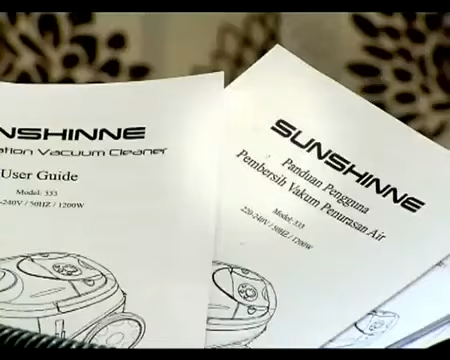 NSHINNE
ation Vacuum Cleaner
User Guide
Model: 333
-240V / 50HZ / 1200W
SUNSHINNE
Panduan Pengguna
Pembersih Vakum Penurasan Air
Model: 333
220-240V / 50HZ / 1200W